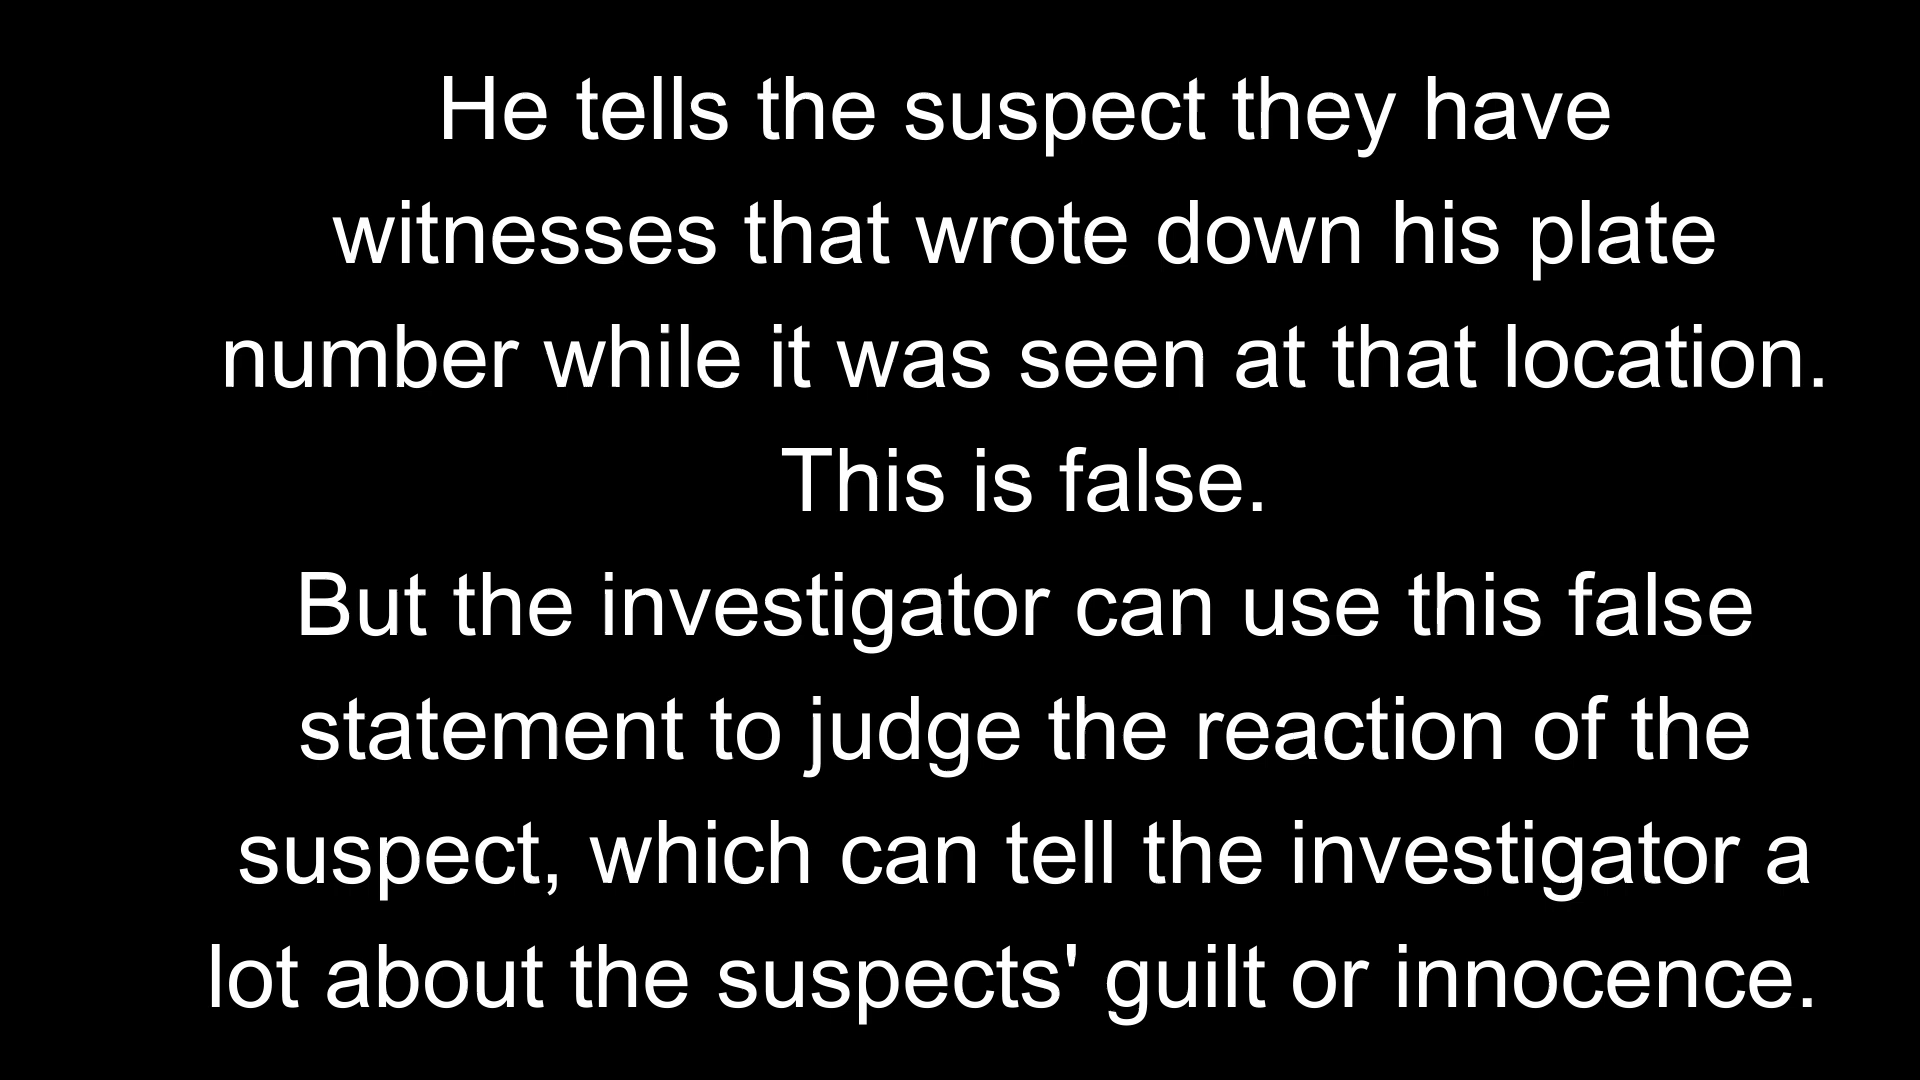 He tells the suspect they have
witnesses that wrote down his plate
number while it was seen at that location.
This is false.
But the investigator can use this false
statement to judge the reaction of the
suspect, which can tell the investigator a
lot about the suspects' guilt or innocence.